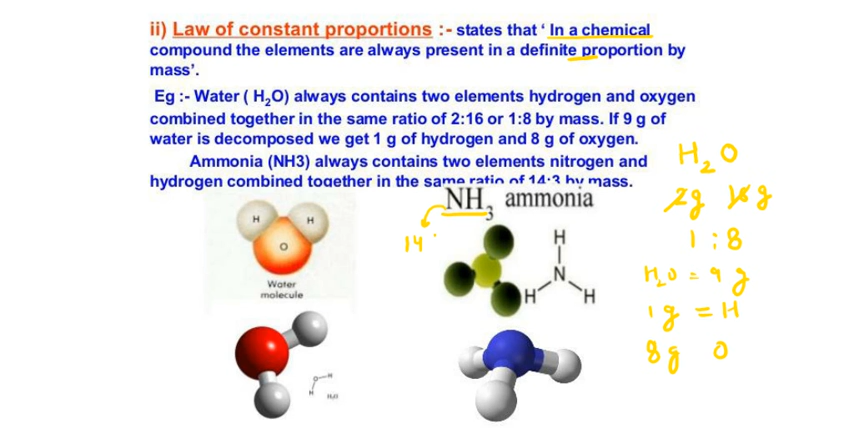 ii) Law of constant proportions :- states that ‘ In a chemical
compound the elements are always present in a definite proportion by
mass’.
Eg :- Water ( H₂O) always contains two elements hydrogen and oxygen
combined together in the same ratio of 2:16 or 1:8 by mass. If 9 g of
water is decomposed we get 1 g of hydrogen and 8 g of oxygen.
Ammonia (NH3) always contains two elements nitrogen and
hydrogen combined together in the same ratio of 14:3 by mass.
H₂O
2g 16g
1 : 8
H₂O = 9 g
1g = H
8g O
NH₃ ammonia
14
H H
O
Water
molecule
H
N
H H
O H
H
H₂O